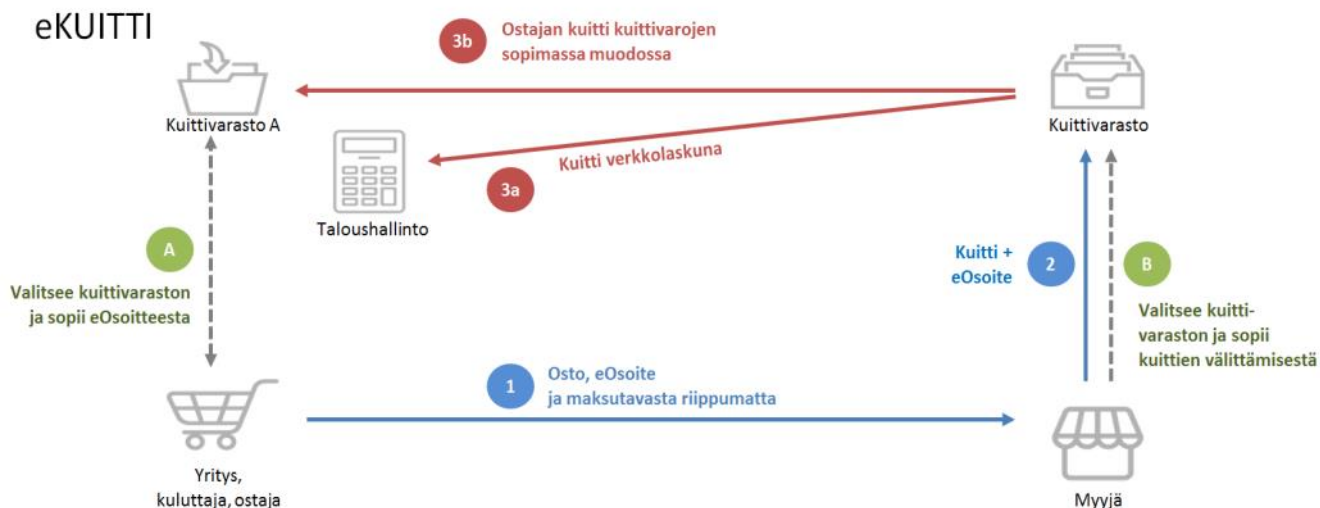 eKUITTI
3b
Ostajan kuitti kuittivarojen
sopimassa muodossa
Kuittivarasto A
Kuittivarasto
Kuitti verkkolaskuna
3a
Taloushallinto
A
Valitsee kuittivaraston
ja sopii eOsoitteesta
Kuitti +
eOsoite
2
B
Valitsee kuitti-
varaston ja sopii
kuittien välittämisestä
1
Osto, eOsoite
ja maksutavasta riippumatta
Yritys,
kuluttaja, ostaja
Myyjä